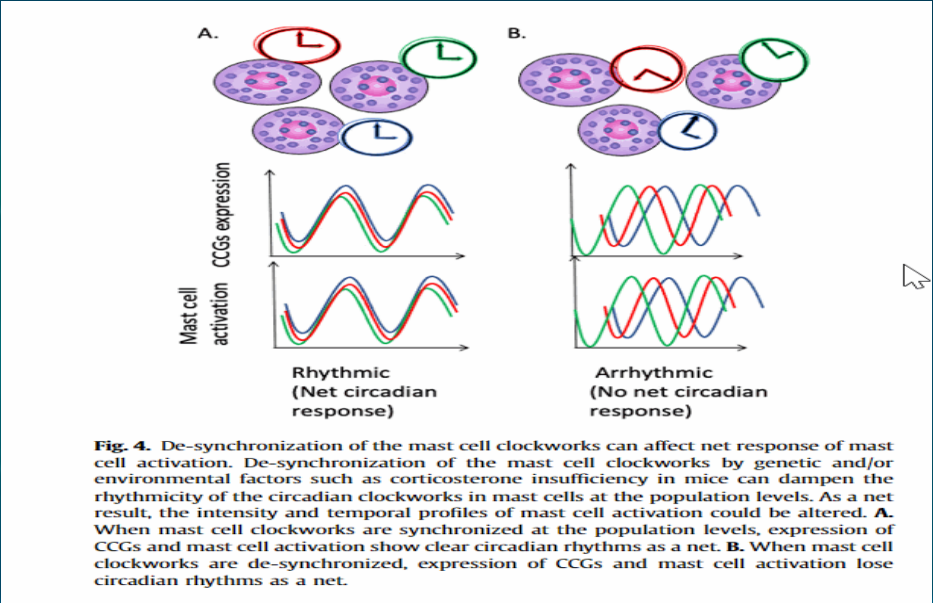 A.
B.
CCGs expression
Mast cell
activation
Rhythmic
(Net circadian
response)
Arrhythmic
(No net circadian
response)
Fig. 4. De-synchronization of the mast cell clockworks can affect net response of mast
cell activation. De-synchronization of the mast cell clockworks by genetic and/or
environmental factors such as corticosterone insufficiency in mice can dampen the
rhythmicity of the circadian clockworks in mast cells at the population levels. As a net
result, the intensity and temporal profiles of mast cell activation could be altered. A.
When mast cell clockworks are synchronized at the population levels, expression of
CCGs and mast cell activation show clear circadian rhythms as a net. B. When mast cell
clockworks are de-synchronized, expression of CCGs and mast cell activation lose
circadian rhythms as a net.